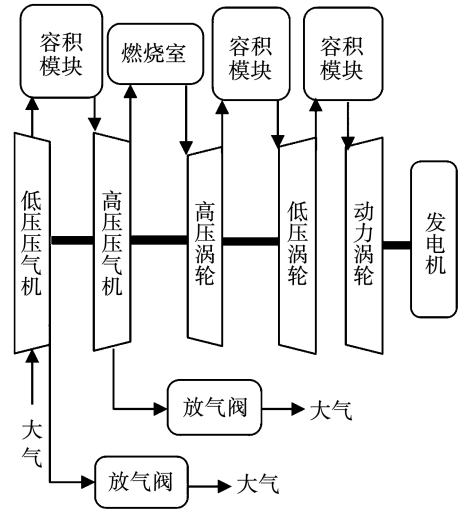 容积
模块
燃烧室
容积
模块
容积
模块
低压压气机
高压压气机
高压涡轮
低压涡轮
动力涡轮
发电机
大气
放气阀
大气
放气阀
大气